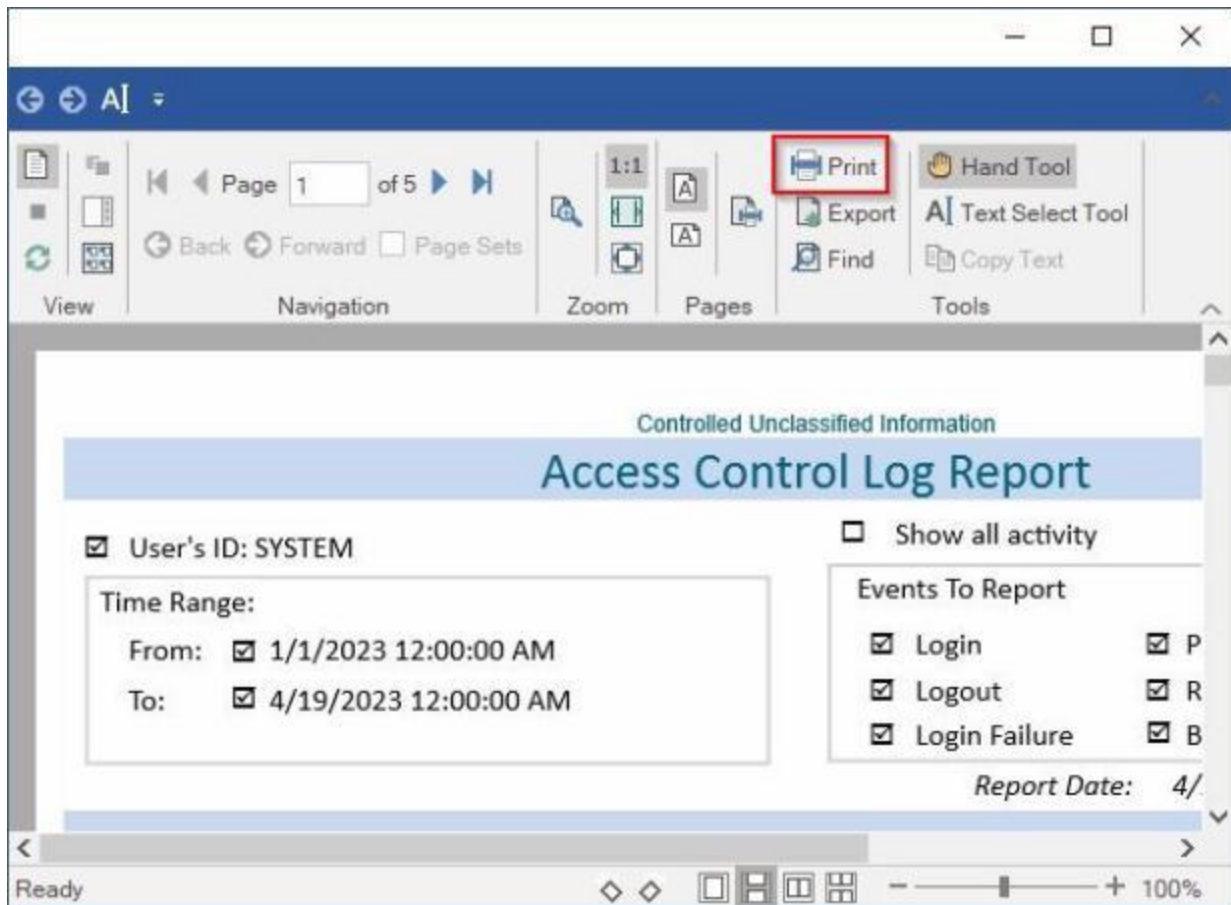 A
1:1
Print
Hand Tool
Page 1 of 5
A
Export
A Text Select Tool
Back Forward Page Sets
A
Find
Copy Text
View
Navigation
Zoom
Pages
Tools
Controlled Unclassified Information
Access Control Log Report
User's ID: SYSTEM
Show all activity
Time Range:
Events To Report
From: 1/1/2023 12:00:00 AM
Login
P
To: 4/19/2023 12:00:00 AM
Logout
R
Login Failure
B
Report Date: 4/
Ready
100%